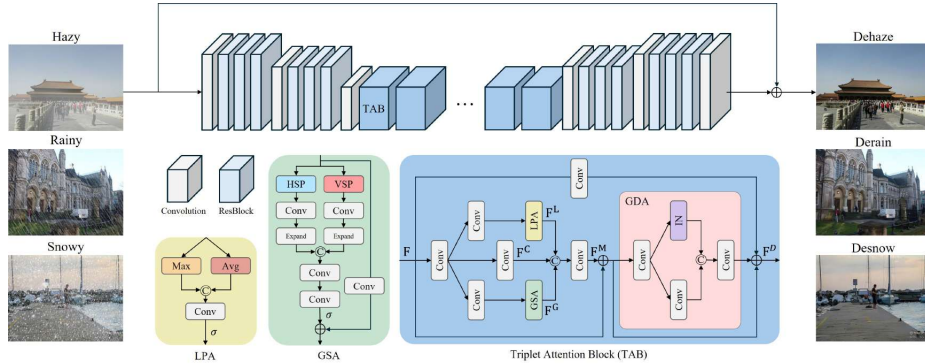 Hazy
Dehaze
TAB
...
Rainy
Derain
Convolution
ResBlock
Snowy
Desnow
Max
Avg
C
Conv
σ
LPA
HSP
VSP
Conv
Conv
Expand
Expand
C
Conv
Conv
Conv
σ
GSA
Conv
GDA
F
Conv
Conv
LPA
F^L
Conv
F^C
C
Conv
F^M
Conv
GSA
F^G
Conv
IN
Conv
C
Conv
F^D
Triplet Attention Block (TAB)